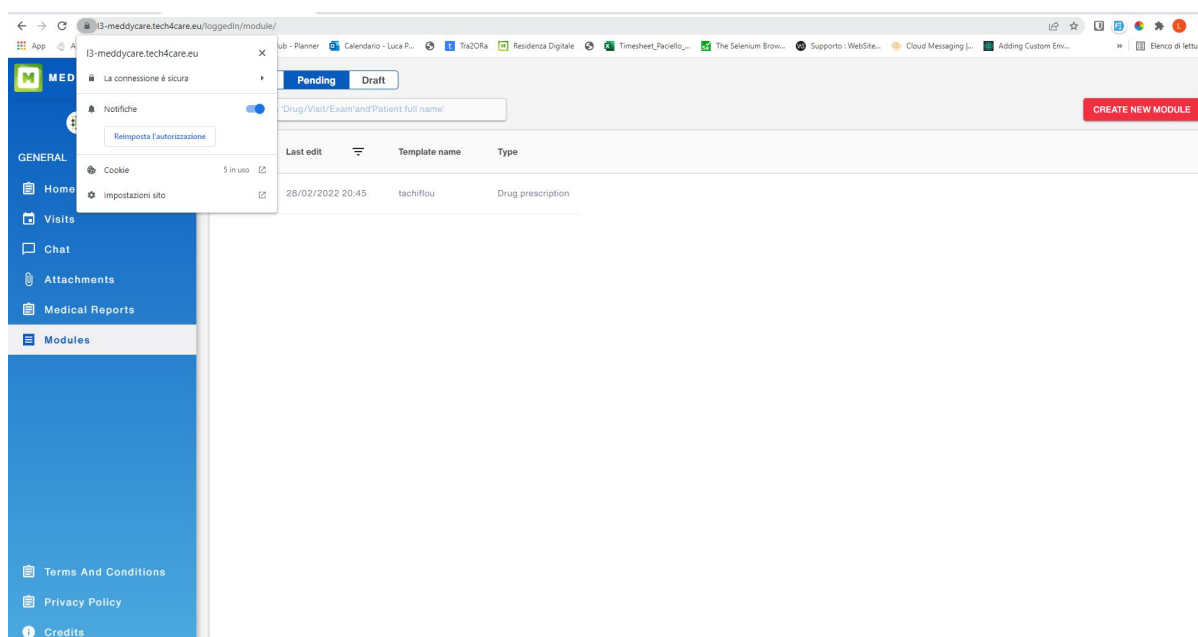 l3-meddycare.tech4care.eu/loggedIn/module/
App
ub - Planner
Calendario - Luca P...
Tra2ORa
Residenza Digitale
Timesheet_Paciello_...
The Selenium Brow...
Supporto : WebSite...
Cloud Messaging |...
Adding Custom Env...
»
Elenco di lettu
l3-meddycare.tech4care.eu
La connessione è sicura
Notifiche
Reimposta l'autorizzazione
Cookie
5 in uso
Impostazioni sito
M
MED
Pending
Draft
'Drug/Visit/Exam'and'Patient full name'
CREATE NEW MODULE
GENERAL
Last edit
Template name
Type
28/02/2022 20:45
tachiflou
Drug prescription
Home
Visits
Chat
Attachments
Medical Reports
Modules
Terms And Conditions
Privacy Policy
Credits